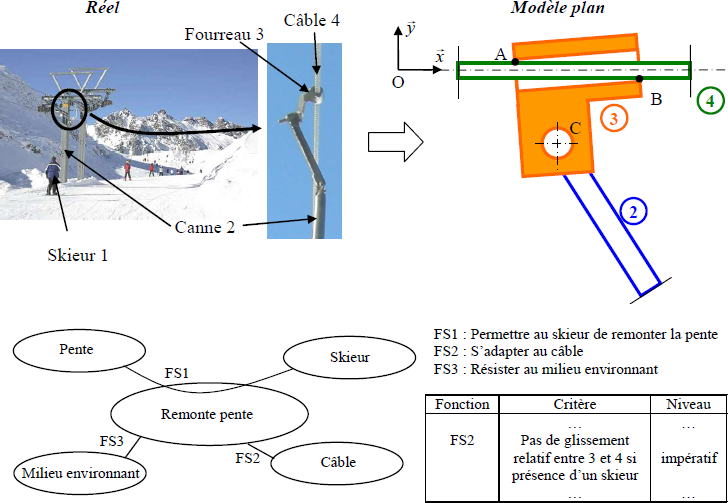 Réel
Modèle plan
Fourreau 3
Câble 4
Canne 2
Skieur 1
y
x
O
A
B
C
4
3
2
Pente
Skieur
FS1
Remonte pente
FS3
FS2
Milieu environnant
Câble
FS1 : Permettre au skieur de remonter la pente
FS2 : S’adapter au câble
FS3 : Résister au milieu environnant
Fonction Critère Niveau
… …
FS2 Pas de glissement
relatif entre 3 et 4 si impératif
présence d’un skieur
… …